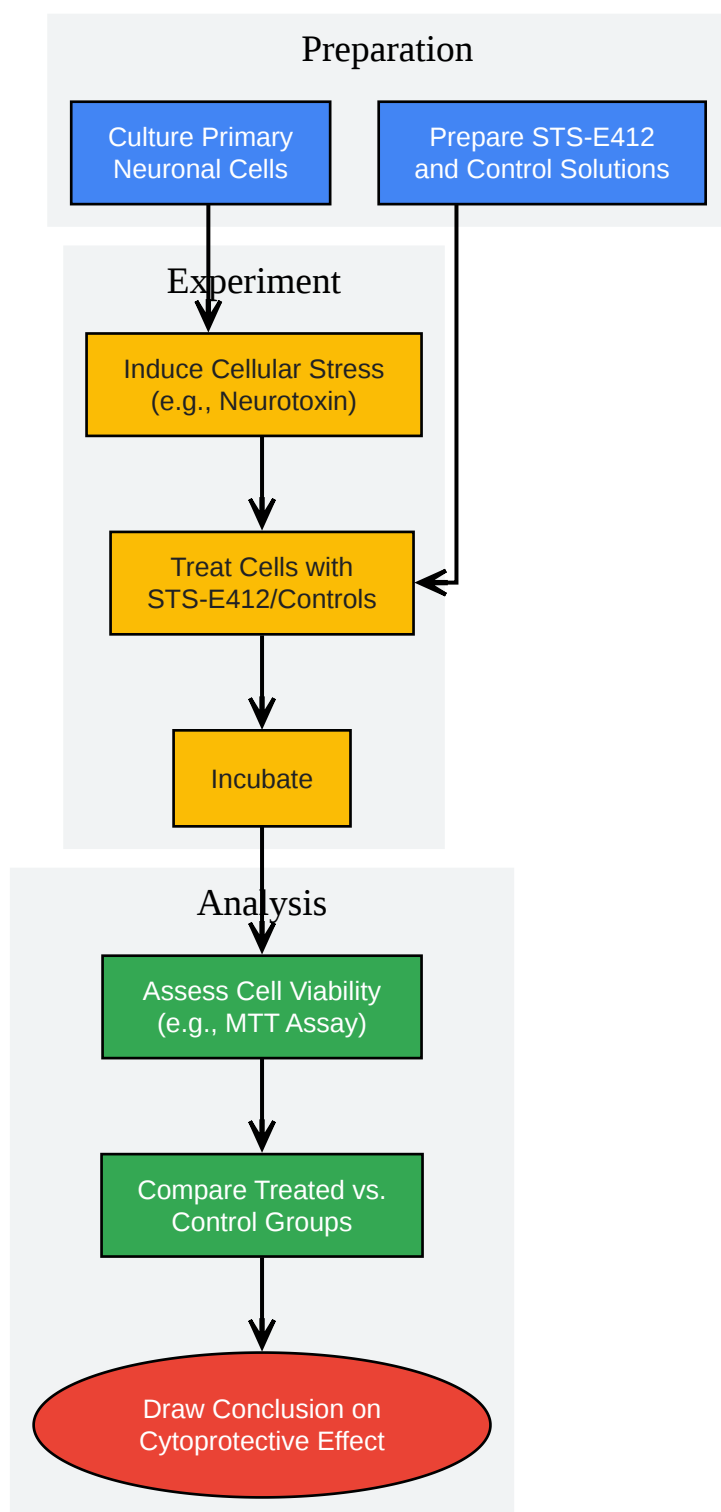 Preparation
Culture Primary
Neuronal Cells
Prepare STS-E412
and Control Solutions
Experiment
Induce Cellular Stress
(e.g., Neurotoxin)
Treat Cells with
STS-E412/Controls
Incubate
Analysis
Assess Cell Viability
(e.g., MTT Assay)
Compare Treated vs.
Control Groups
Draw Conclusion on
Cytoprotective Effect